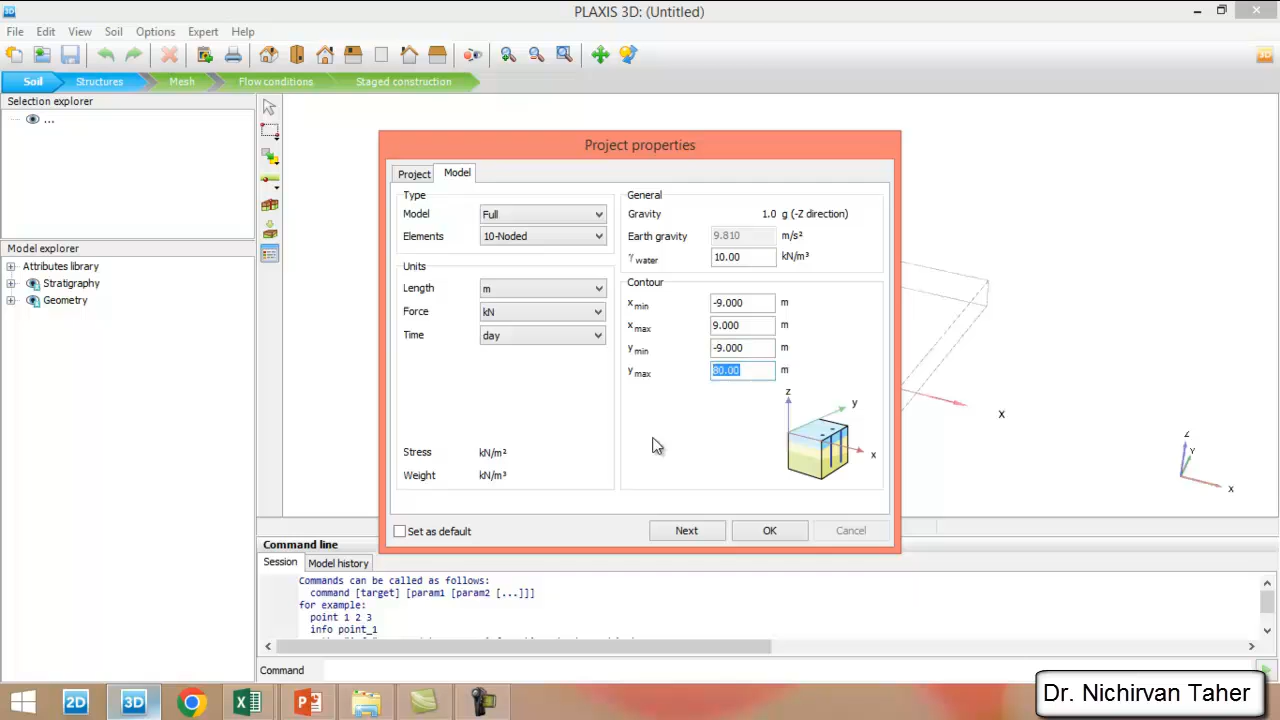 PLAXIS 3D: (Untitled)
File Edit View Soil Options Expert Help
Soil Structures Mesh Flow conditions Staged construction
Selection explorer
...
Model explorer
Attributes library
Stratigraphy
Geometry
Project properties
Project Model
Type
Model Full
Elements 10-Noded
Units
Length m
Force kN
Time day
Stress kN/m²
Weight kN/m³
General
Gravity 1.0 g (-Z direction)
Earth gravity 9.810 m/s²
γ water 10.00 kN/m³
Contour
x min -9.000 m
x max 9.000 m
y min -9.000 m
y max 80.00 m
z
y
x
Set as default
Next OK Cancel
X
Z
Y
X
Command line
Session Model history
Commands can be called as follows:
command [target] [param1 [param2 [...]]]
for example:
point 1 2 3
info point_1
Command
2D 3D
3D
Dr. Nichirvan Taher